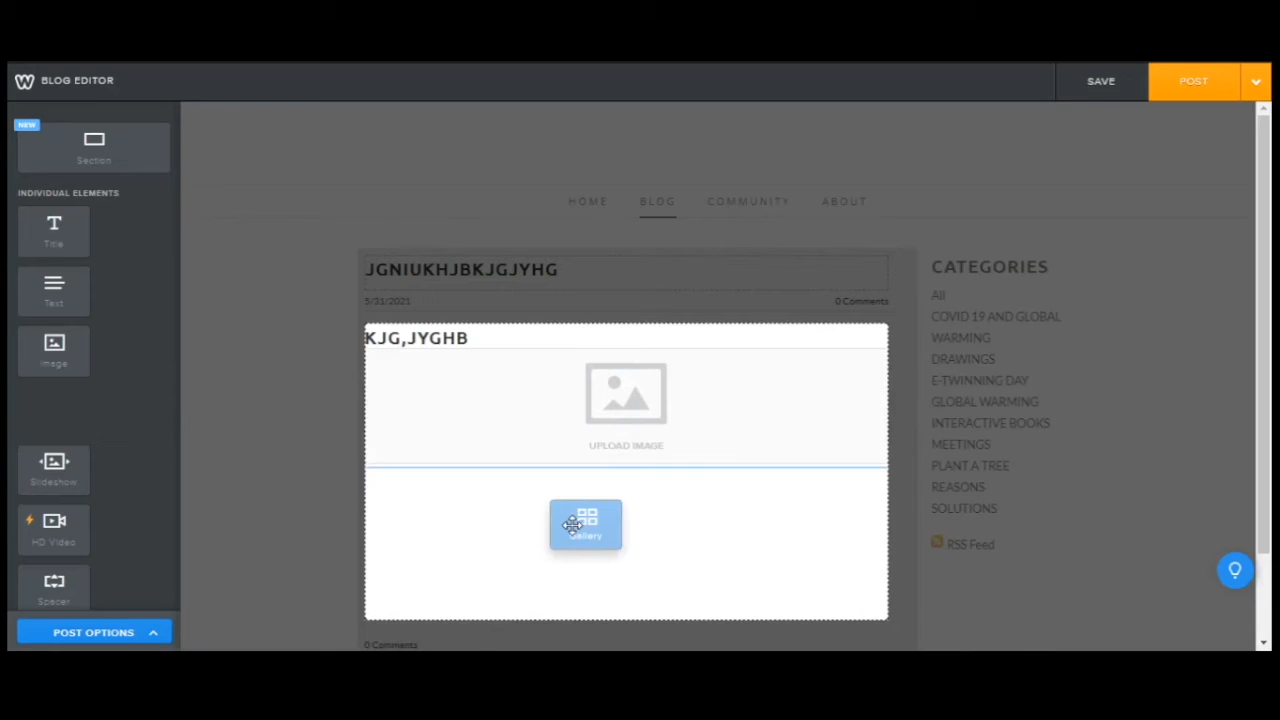 BLOG EDITOR
SAVE
POST
NEW
Section
INDIVIDUAL ELEMENTS
Title
Text
Image
Slideshow
HD Video
Spacer
POST OPTIONS
HOME BLOG COMMUNITY ABOUT
JGNIUKHJBKJGJYHG
5/31/2021
0 Comments
KJG,JYGHB
UPLOAD IMAGE
Gallery
0 Comments
CATEGORIES
All
COVID 19 AND GLOBAL
WARMING
DRAWINGS
E-TWINNING DAY
GLOBAL WARMING
INTERACTIVE BOOKS
MEETINGS
PLANT A TREE
REASONS
SOLUTIONS
RSS Feed